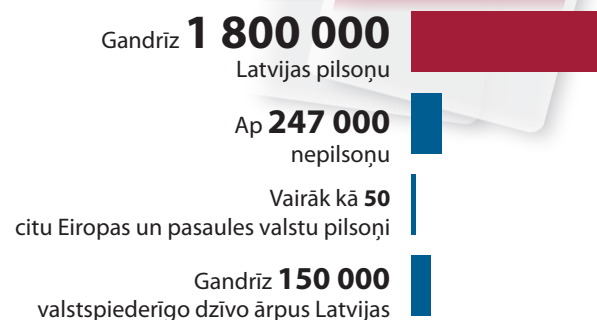 Gandrīz 1 800 000
Latvijas pilsoņu
Ap 247 000
nepilsoņu
Vairāk kā 50
citu Eiropas un pasaules valstu pilsoņi
Gandrīz 150 000
valstspiederīgo dzīvo ārpus Latvijas